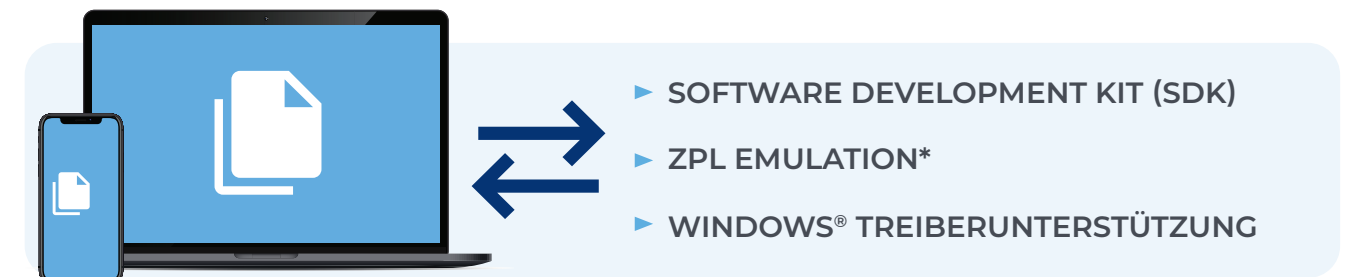 SOFTWARE DEVELOPMENT KIT (SDK)
ZPL EMULATION*
WINDOWS® TREIBERUNTERSTÜTZUNG